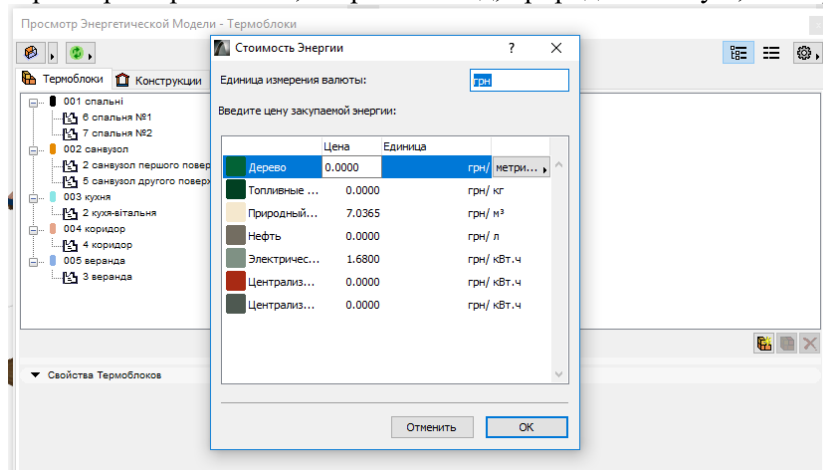 Просмотр Энергетической Модели - Термоблоки
Термоблоки Конструкции
001 спальні
6 спальня №1
7 спальня №2
002 санвузол
2 санвузол першого повер
5 санвузол другого поверх
003 кухня
2 кухя-вітальня
004 коридор
4 коридор
005 веранда
3 веранда
Свойства Термоблоков
Стоимость Энергии ?
Единица измерения валюты: грн
Введите цену закупаемой энергии:
Цена Единица
Дерево 0.0000 грн/ метри...
Топливные ... 0.0000 грн/ кг
Природный... 7.0365 грн/ м³
Нефть 0.0000 грн/ л
Электричес... 1.6800 грн/ кВт.ч
Централиз... 0.0000 грн/ кВт.ч
Централиз... 0.0000 грн/ кВт.ч
Отменить OK